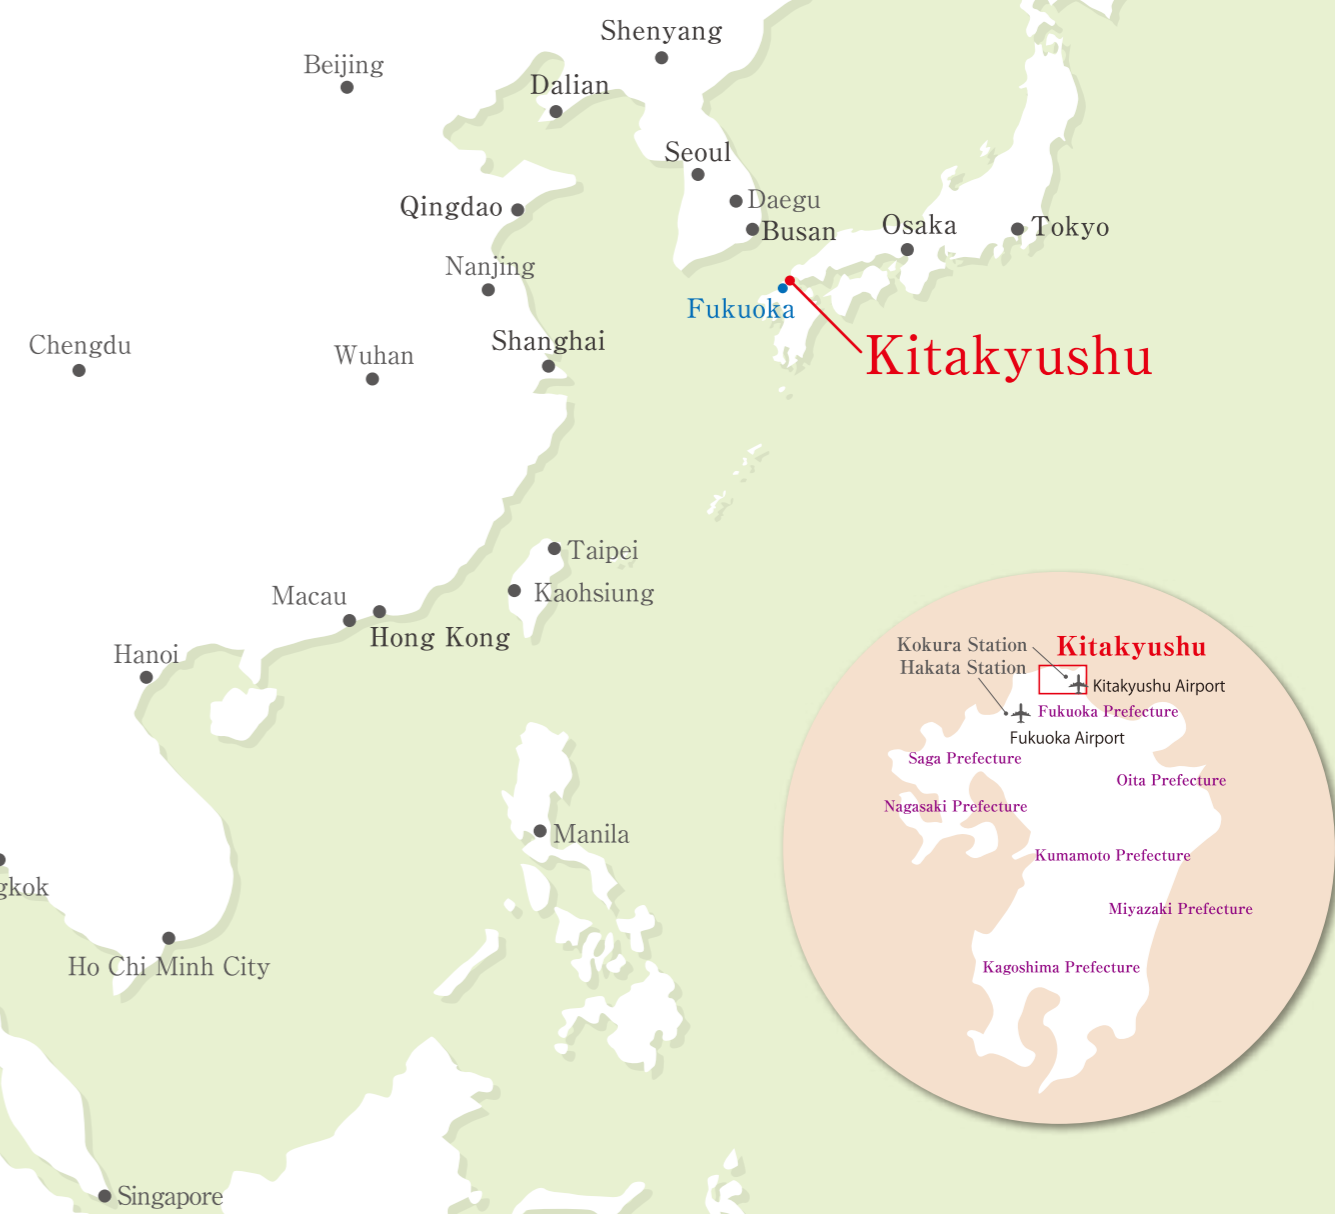 Shenyang
Beijing
Dalian
Seoul
Qingdao
Daegu
Busan
Osaka
Tokyo
Nanjing
Fukuoka
Kitakyushu
Chengdu
Wuhan
Shanghai
Taipei
Kaohsiung
Macau
Hong Kong
Hanoi
Kokura Station
Kitakyushu
Hakata Station
Kitakyushu Airport
Fukuoka Prefecture
Fukuoka Airport
Saga Prefecture
Oita Prefecture
Nagasaki Prefecture
Manila
Kumamoto Prefecture
gkok
Miyazaki Prefecture
Ho Chi Minh City
Kagoshima Prefecture
Singapore